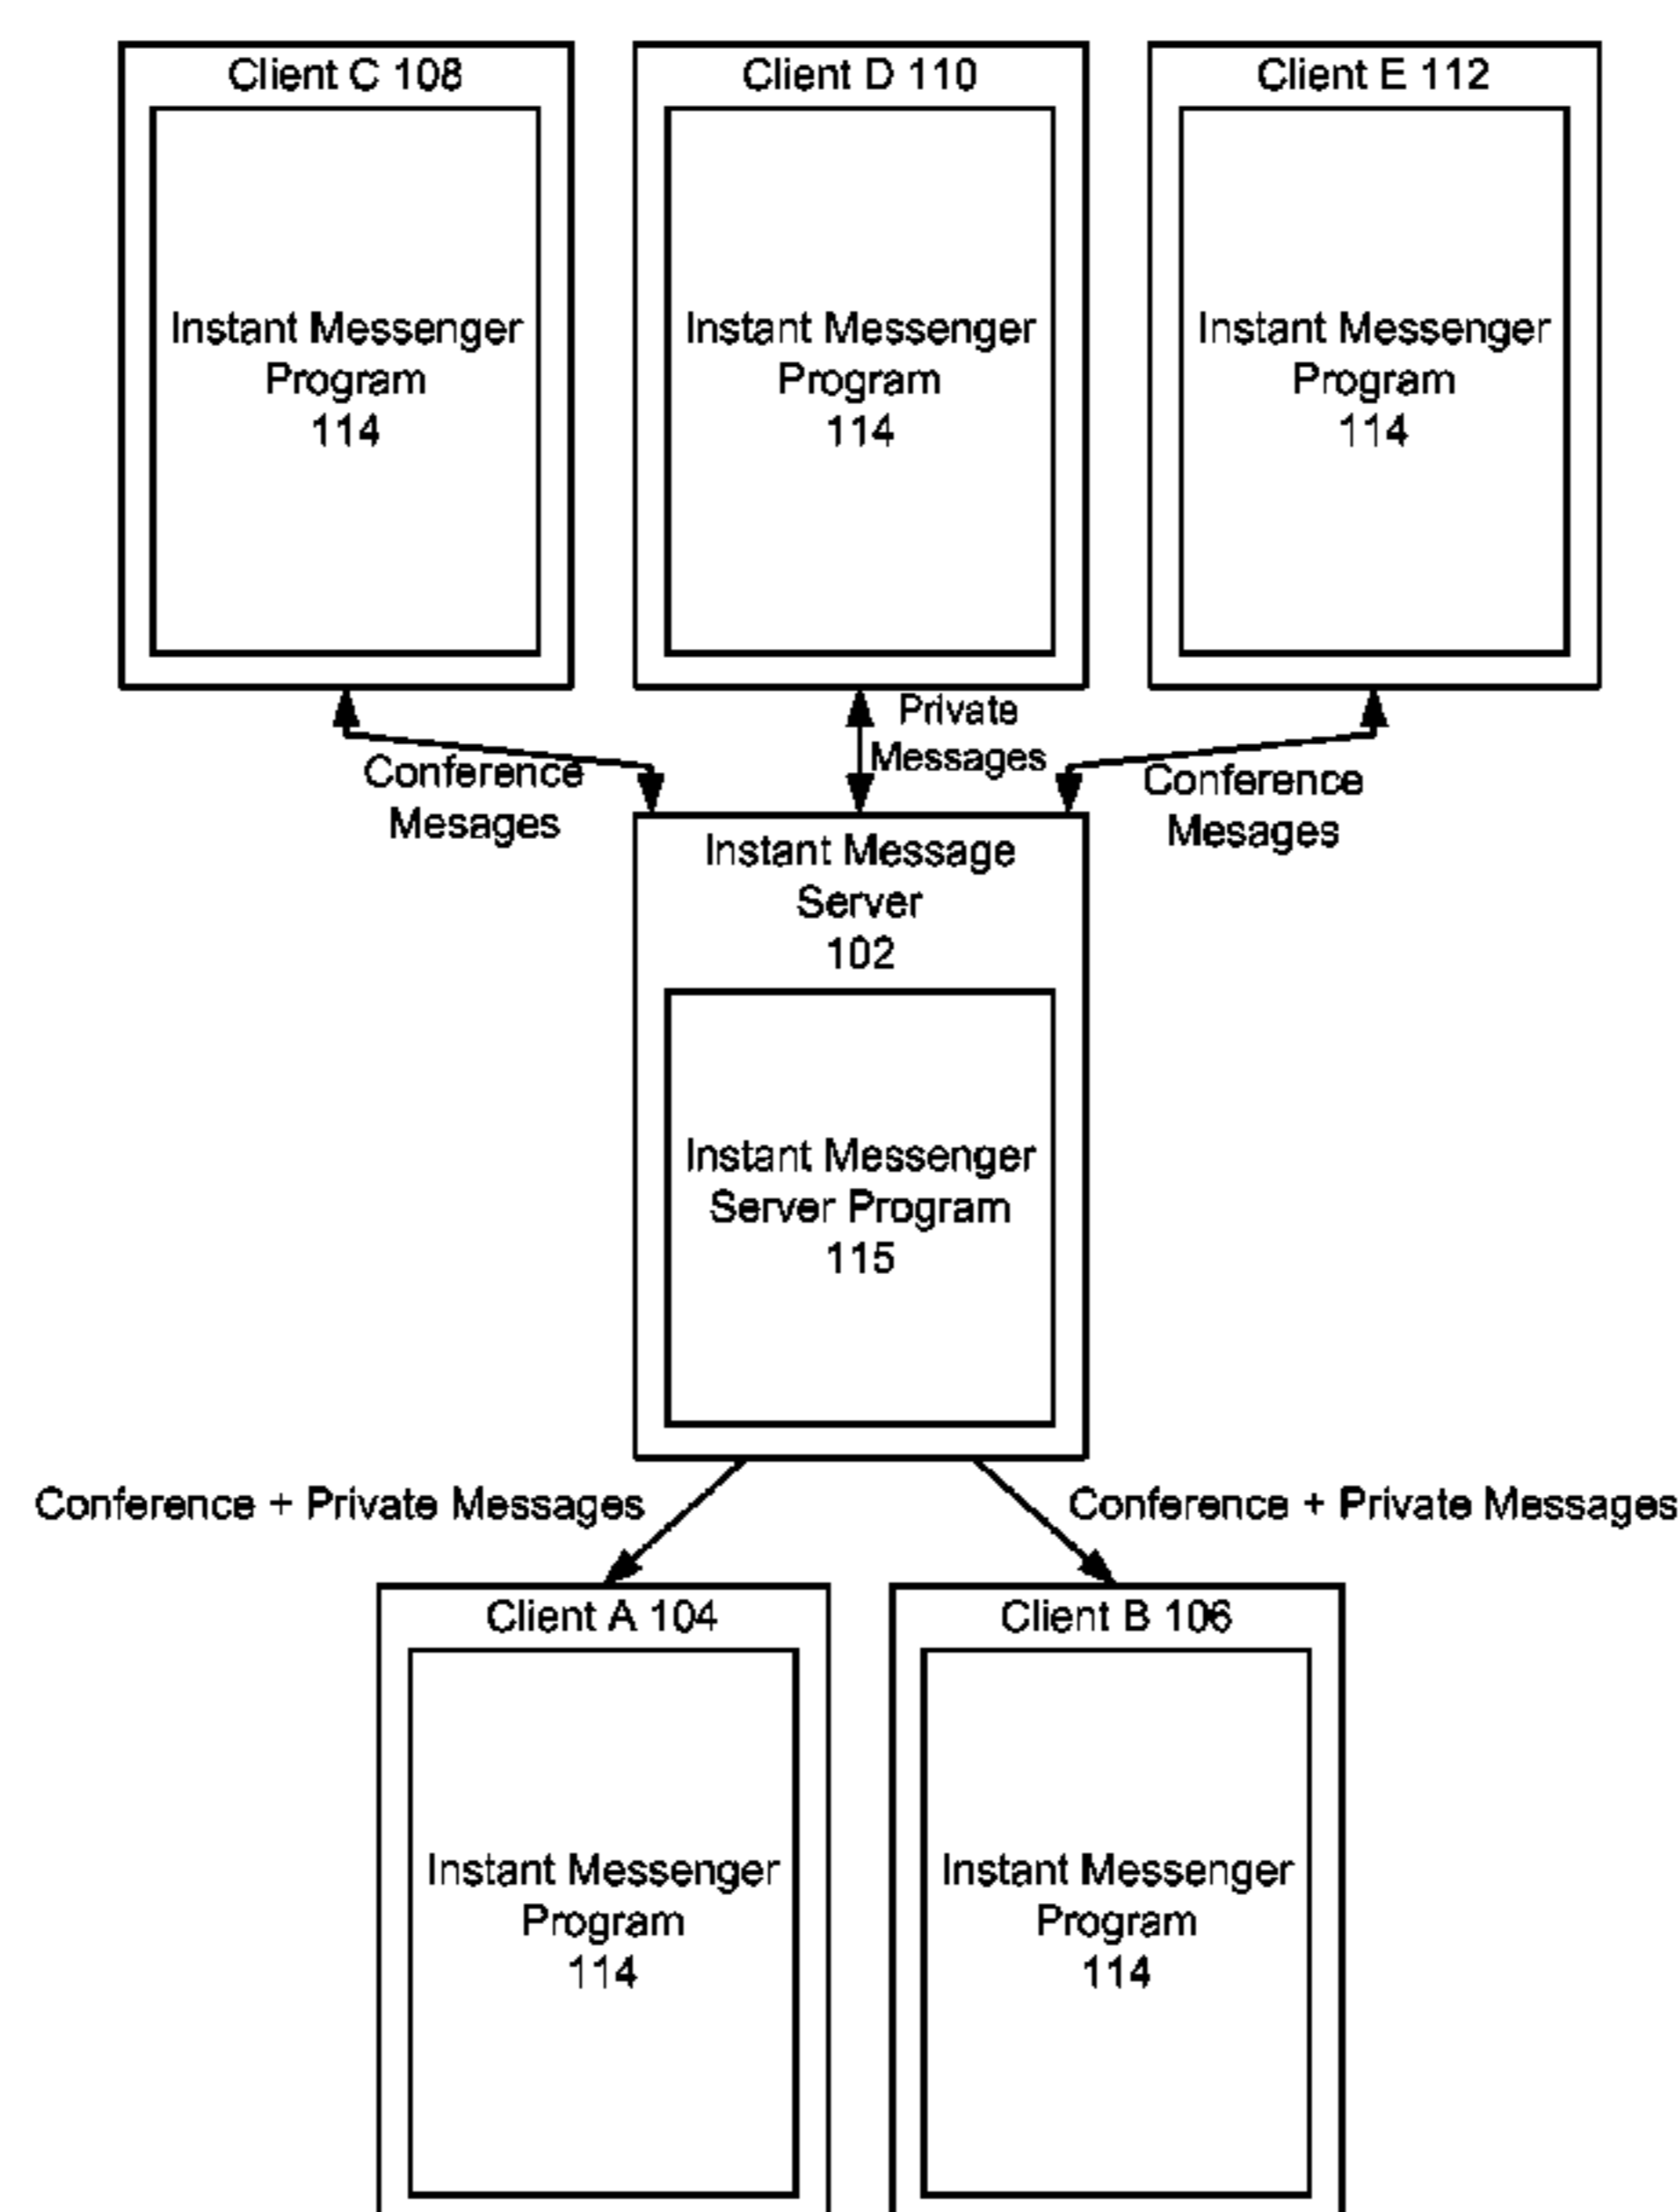 Client C 108
Instant Messenger
Program
114
Client D 110
Instant Messenger
Program
114
Client E 112
Instant Messenger
Program
114
Conference
Mesages
Private
Messages
Conference
Mesages
Instant Message
Server
102
Instant Messenger
Server Program
115
Conference + Private Messages
Conference + Private Messages
Client A 104
Instant Messenger
Program
114
Client B 106
Instant Messenger
Program
114